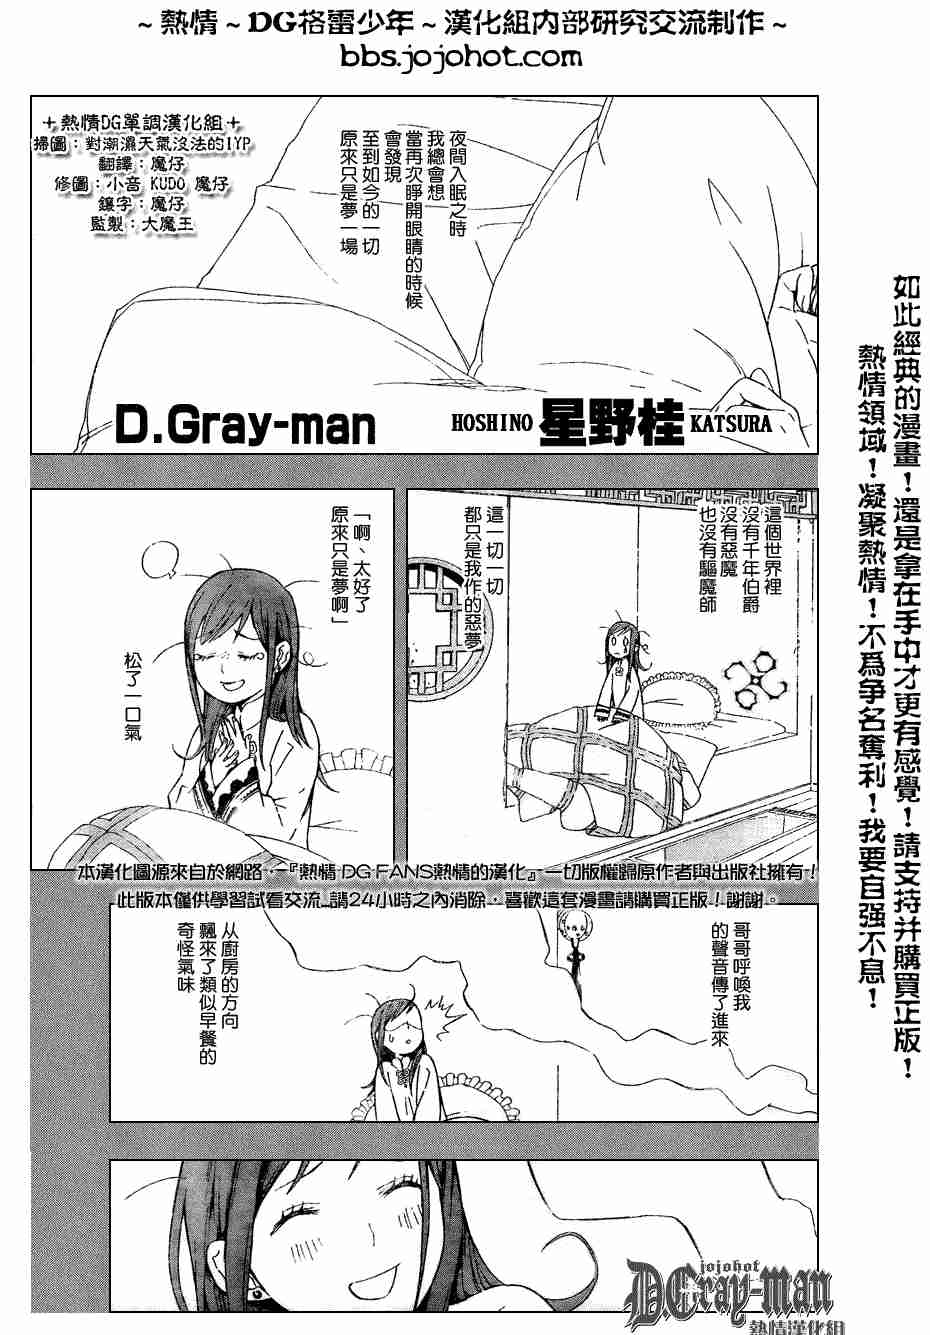 ~熱情~DG格雷少年~漢化組內部研究交流制作~
bbs.jojohot.com
+熱情DG單調漢化組+
掃圖：對潮濕天氣沒法的IYP
翻譯：魔仔
修圖：小音 KUDO 魔仔
鑲字：魔仔
監製：大魔王
夜間入眠之時
我總會想
當再次睜開眼睛的時候
會發現
至到如今的一切
原來只是夢一場
D.Gray-man
HOSHINO 星野桂 KATSURA
這個世界裡
沒有千年伯爵
沒有惡魔
也沒有驅魔師
這一切一切
都只是我作的惡夢
「啊、太好了
原來只是夢啊」
松了一口氣
本漢化圖源來自於網路，『熱情DG FANS熱情的漢化』一切版權歸原作者與出版社擁有！
此版本僅供學習試看交流，請24小時之內消除，喜歡這套漫畫請購買正版！謝謝。
哥哥呼喚我
的聲音傳了進來
从廚房的方向
飄來了類似早餐的
奇怪氣味
如此經典的漫畫！還是拿在手中才更有感覺！請支持并購買正版！
熱情領域！凝聚熱情！不爲爭名奪利！我要自强不息！
jojohot
DGray-man
熱情漢化組